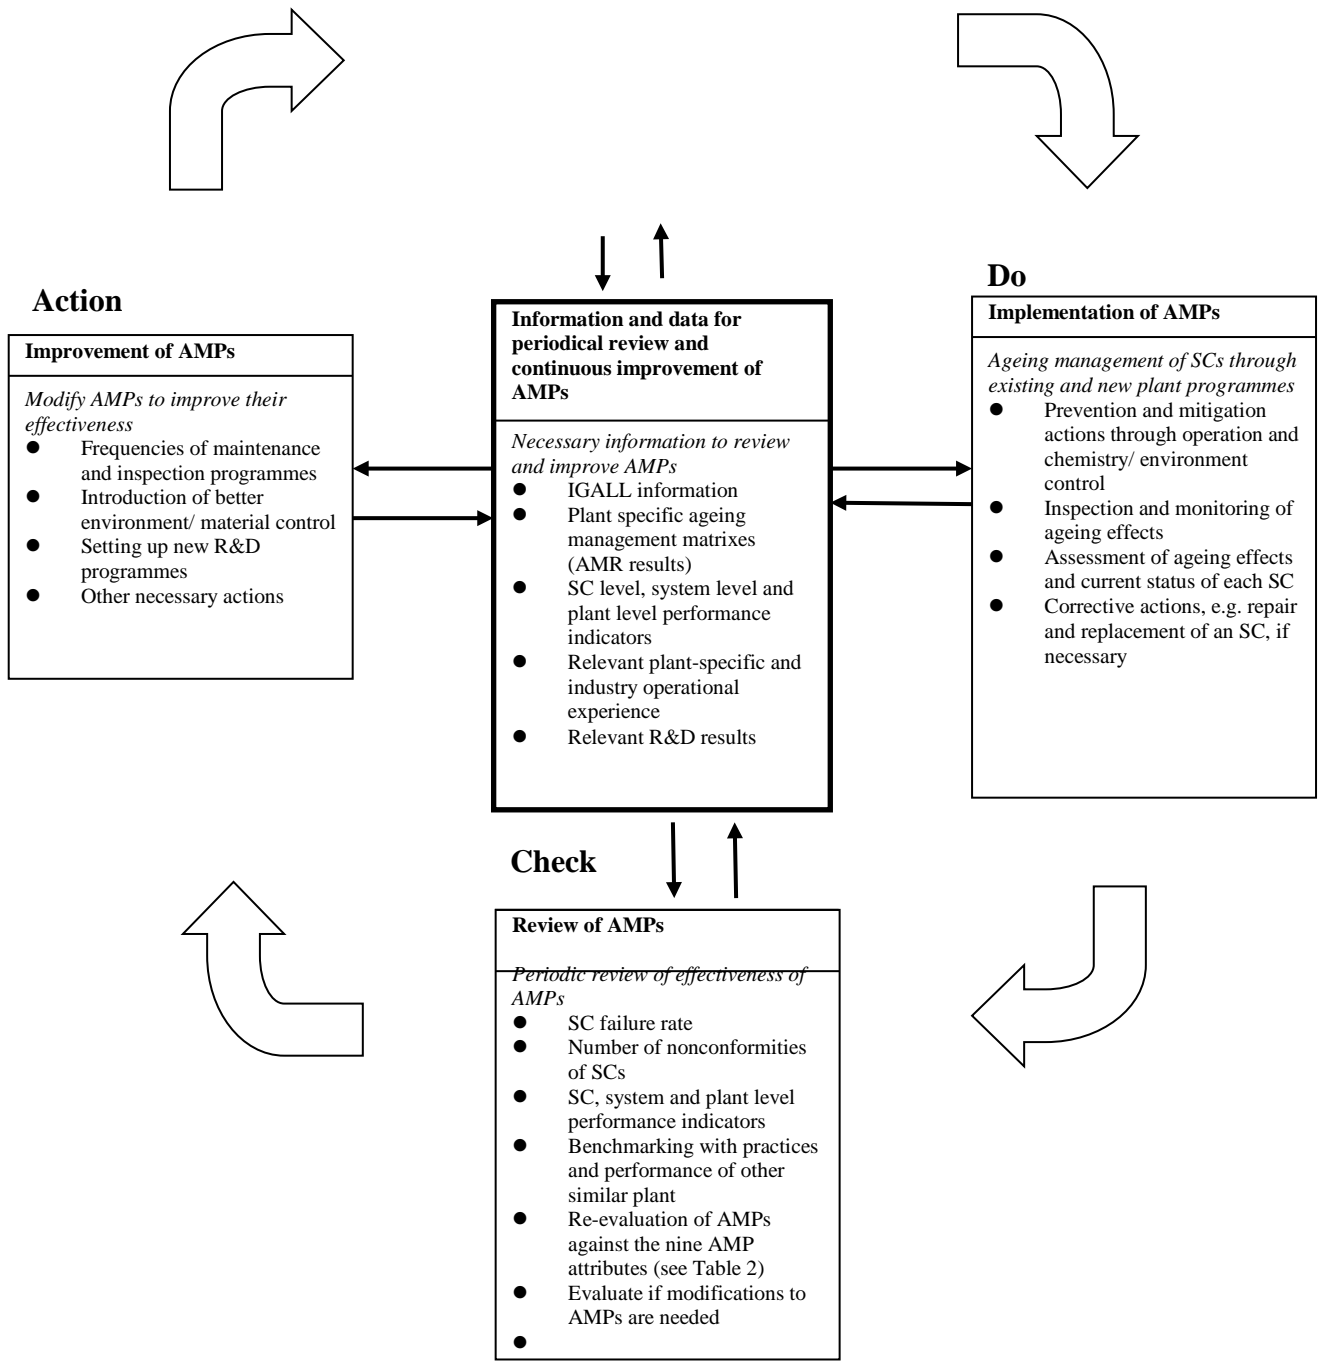 Action
Improvement of AMPs
Modify AMPs to improve their
effectiveness
● Frequencies of maintenance
and inspection programmes
● Introduction of better
environment/ material control
● Setting up new R&D
programmes
● Other necessary actions
Information and data for
periodical review and
continuous improvement of
AMPs
Necessary information to review
and improve AMPs
● IGALL information
● Plant specific ageing
management matrixes
(AMR results)
● SC level, system level and
plant level performance
indicators
● Relevant plant-specific and
industry operational
experience
● Relevant R&D results
Do
Implementation of AMPs
Ageing management of SCs through
existing and new plant programmes
● Prevention and mitigation
actions through operation and
chemistry/ environment
control
● Inspection and monitoring of
ageing effects
● Assessment of ageing effects
and current status of each SC
● Corrective actions, e.g. repair
and replacement of an SC, if
necessary
Check
Review of AMPs
Periodic review of effectiveness of
AMPs
● SC failure rate
● Number of nonconformities
of SCs
● SC, system and plant level
performance indicators
● Benchmarking with practices
and performance of other
similar plant
● Re-evaluation of AMPs
against the nine AMP
attributes (see Table 2)
● Evaluate if modifications to
AMPs are needed
●